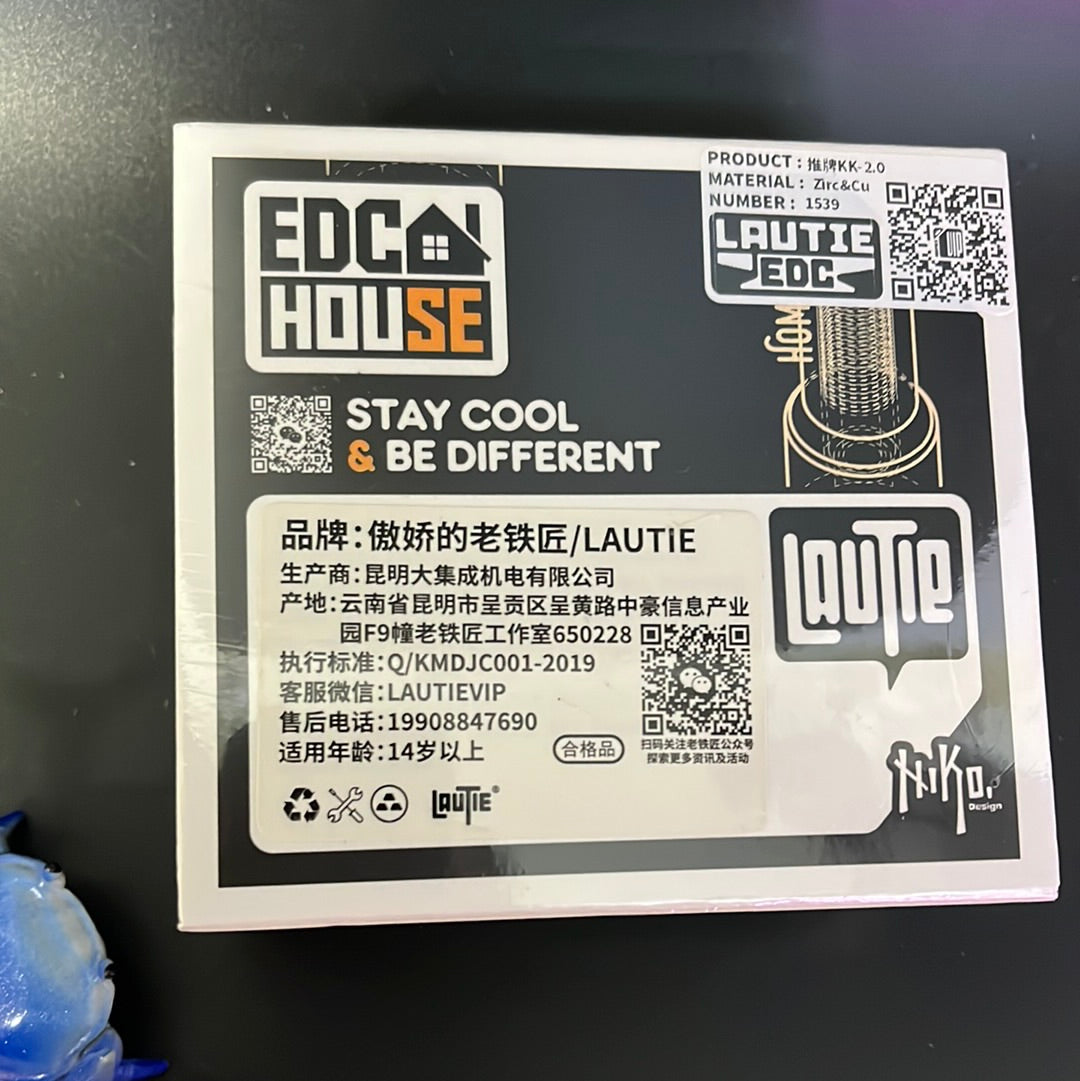 EDC
HOUSE
PRODUCT：推牌KK-2.0
MATERIAL：Zirc&Cu
NUMBER：1539
LAUTIE
EDC
HOM
STAY COOL
& BE DIFFERENT
品牌：傲娇的老铁匠/LAUTIE
生产商：昆明大集成机电有限公司
产地：云南省昆明市呈贡区呈黄路中豪信息产业
园F9幢老铁匠工作室650228
执行标准：Q/KMDJC001-2019
客服微信：LAUTIEVIP
售后电话：19908847690
适用年龄：14岁以上
合格品
扫码关注老铁匠公众号
探索更多资讯及活动
LauTie®
LauTie
HiKo.
Design